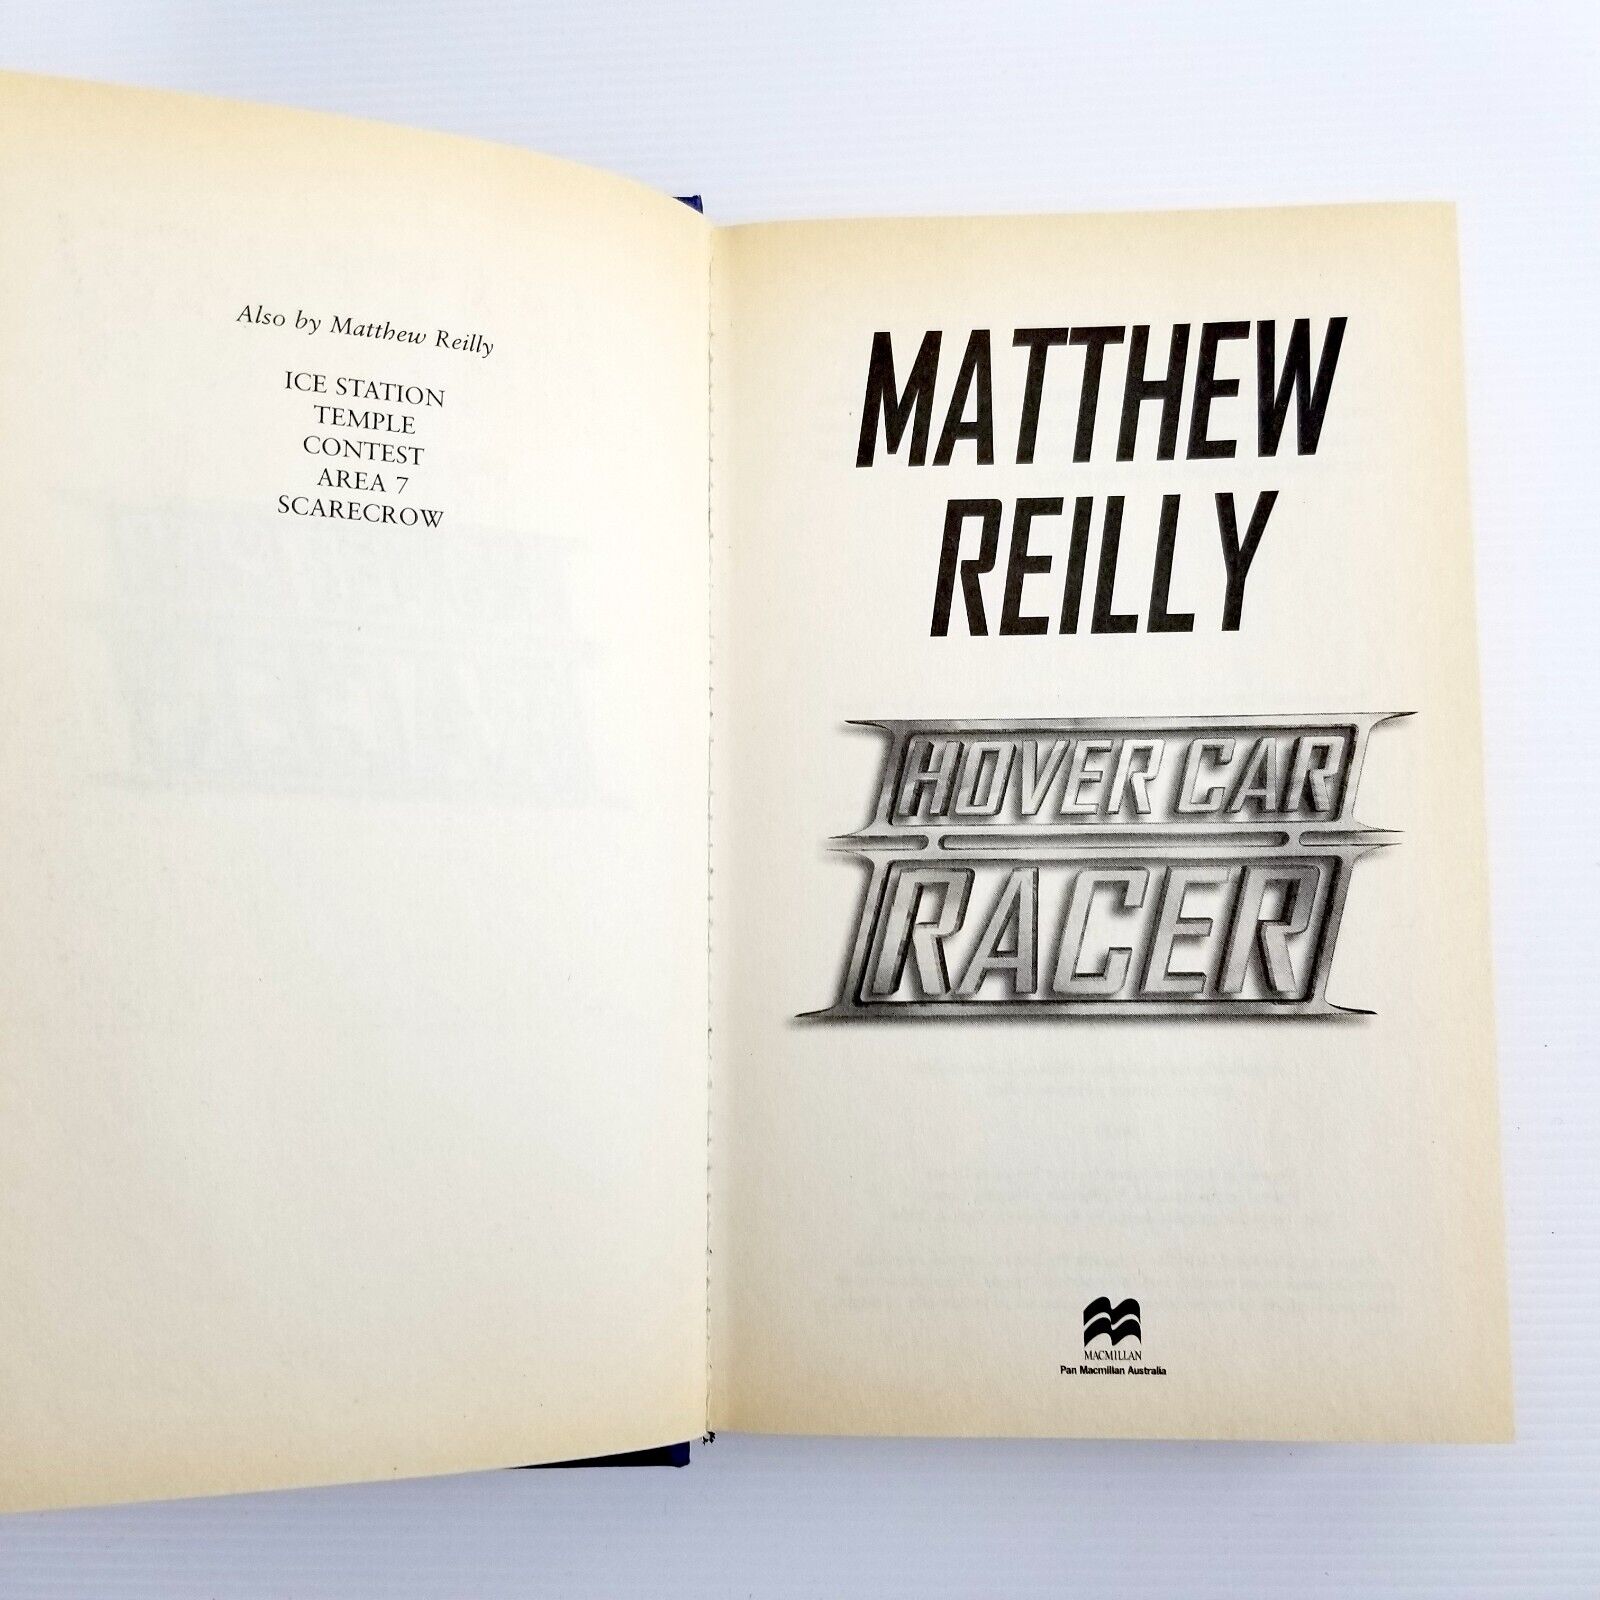 Also by Matthew Reilly
ICE STATION
TEMPLE
CONTEST
AREA 7
SCARECROW
MATTHEW
REILLY
HOVER CAR
RACER
MACMILLAN
Pan Macmillan Australia